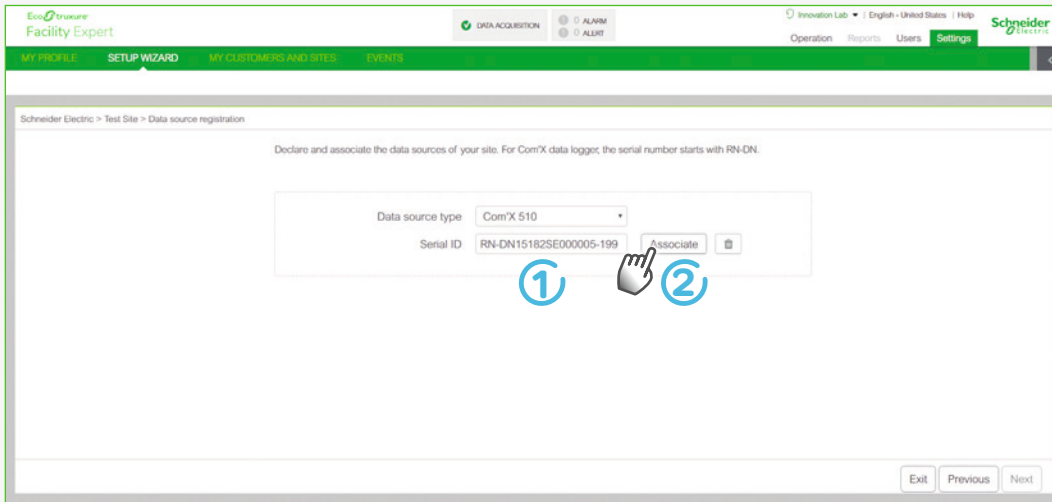 EcoStruxure
Facility Expert
DATA ACQUISITION
0 ALARM
0 ALERT
Innovation Lab | English - United States | Help
Operation Reports Users Settings
Schneider
Electric
MY PROFILE SETUP WIZARD MY CUSTOMERS AND SITES EVENTS
Schneider Electric > Test Site > Data source registration
Declare and associate the data sources of your site. For Com'X data logger, the serial number starts with RN-DN.
Data source type Com'X 510
Serial ID RN-DN15182SE000005-199 Associate
1 2
Exit Previous Next